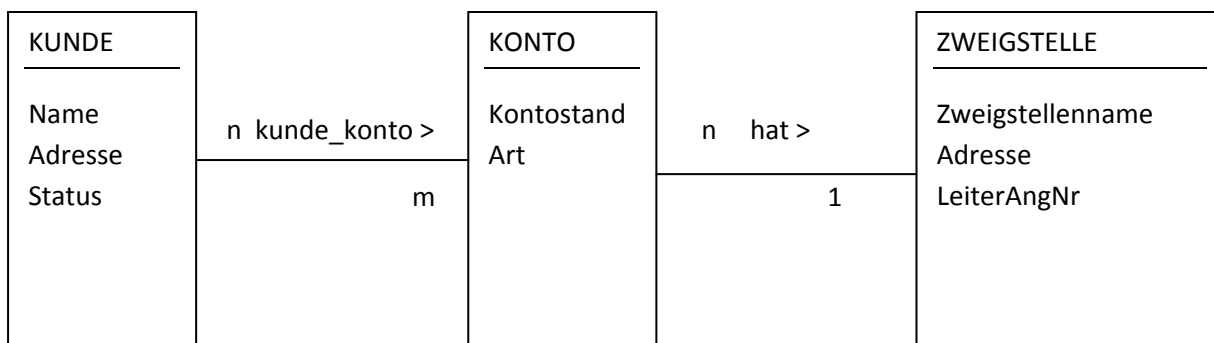 KUNDE
Name
Adresse
Status
n kunde_konto >
m
KONTO
Kontostand
Art
n hat >
1
ZWEIGSTELLE
Zweigstellenname
Adresse
LeiterAngNr